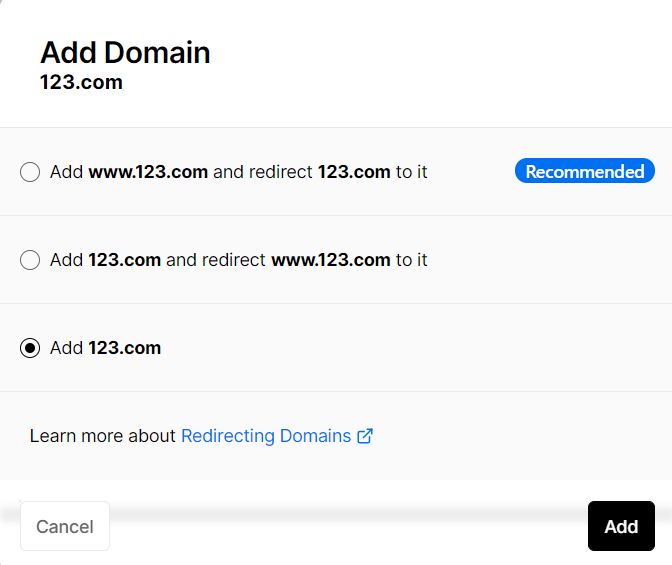 Add Domain
123.com
Add www.123.com and redirect 123.com to it
Recommended
Add 123.com and redirect www.123.com to it
Add 123.com
Learn more about Redirecting Domains
Cancel
Add